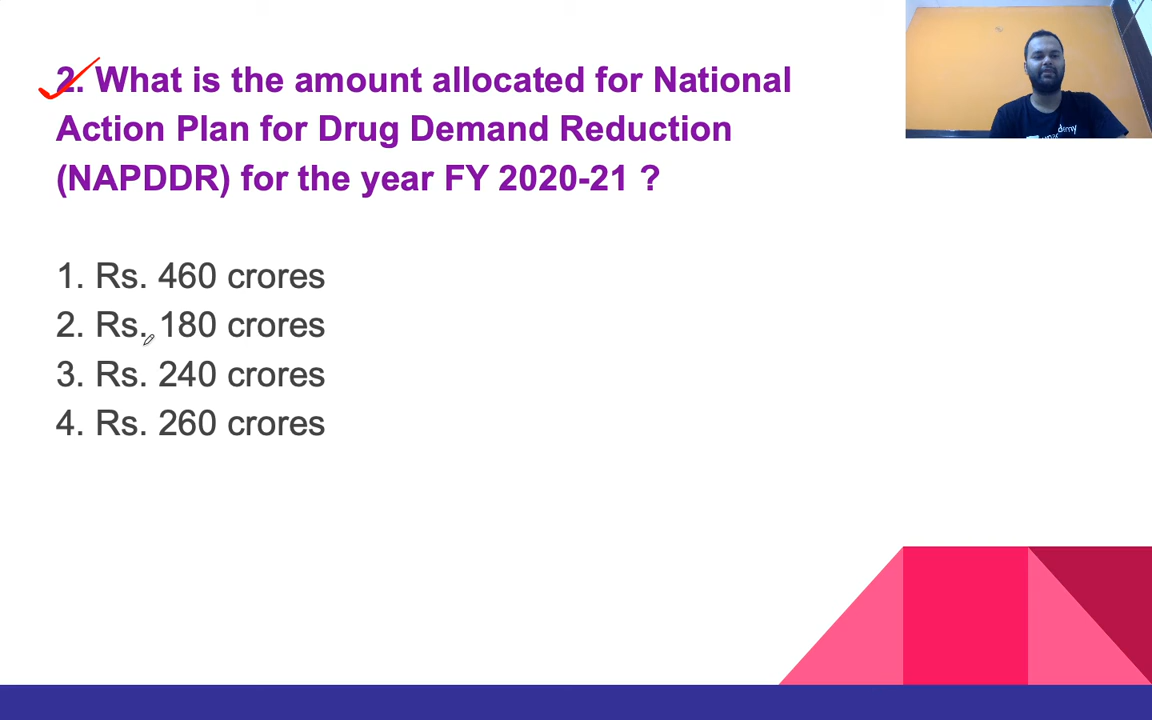 2. What is the amount allocated for National
Action Plan for Drug Demand Reduction
(NAPDDR) for the year FY 2020-21 ?
1. Rs. 460 crores
2. Rs. 180 crores
3. Rs. 240 crores
4. Rs. 260 crores